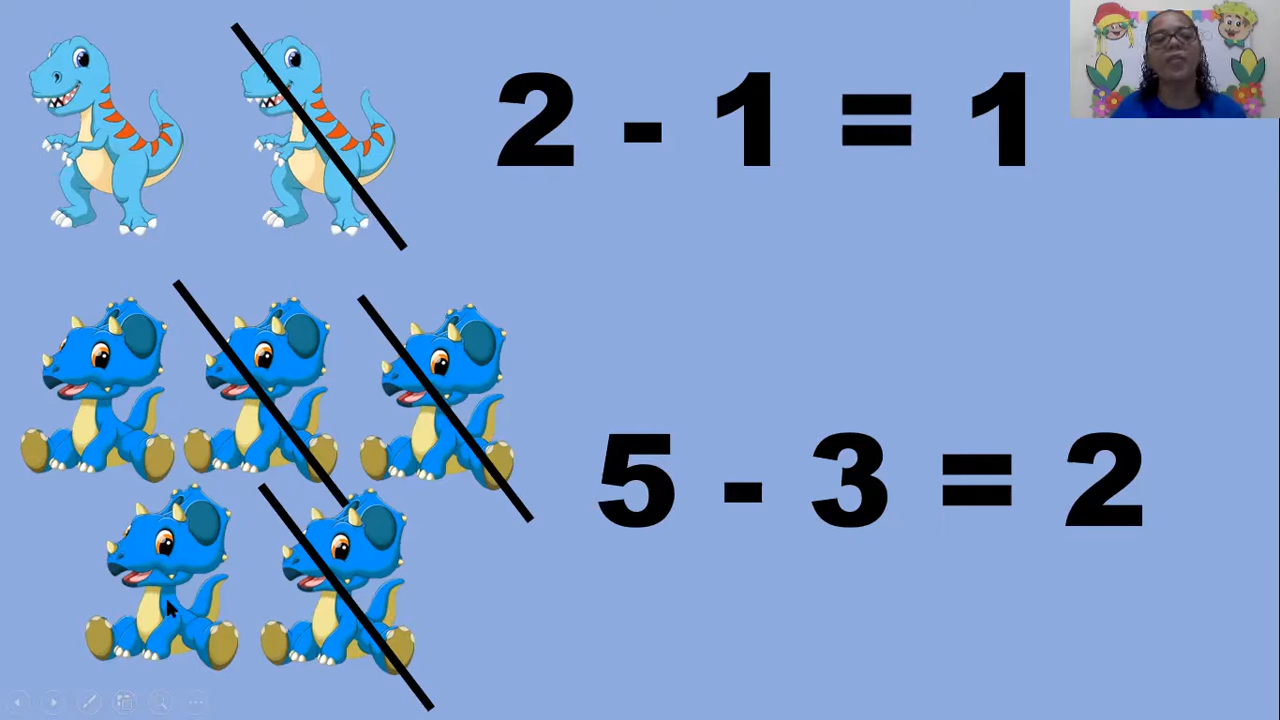 2 - 1 = 1
5 - 3 = 2